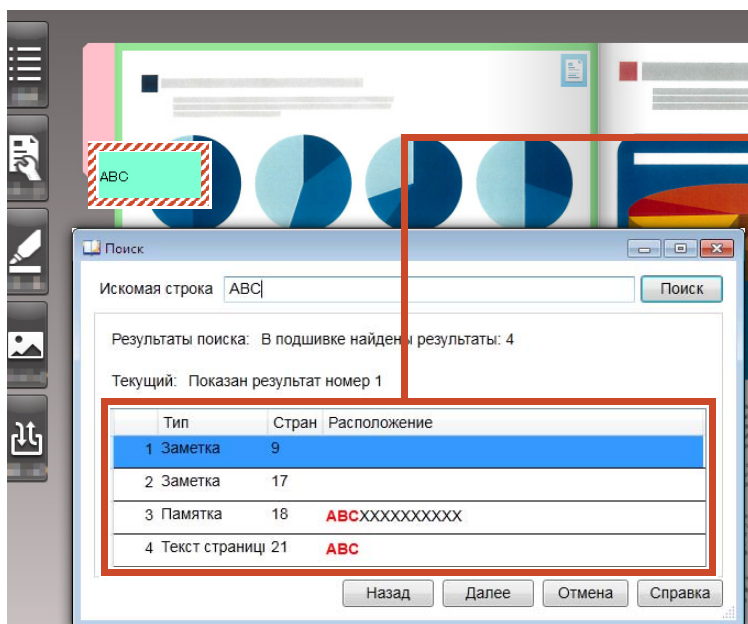 ABC
Поиск
Искомая строка ABC Поиск
Результаты поиска: В подшивке найдены результаты: 4
Текущий: Показан результат номер 1
Тип Стран Расположение
1 Заметка 9
2 Заметка 17
3 Памятка 18 ABCXXXXXXXXXX
4 Текст страниц 21 ABC
Назад Далее Отмена Справка